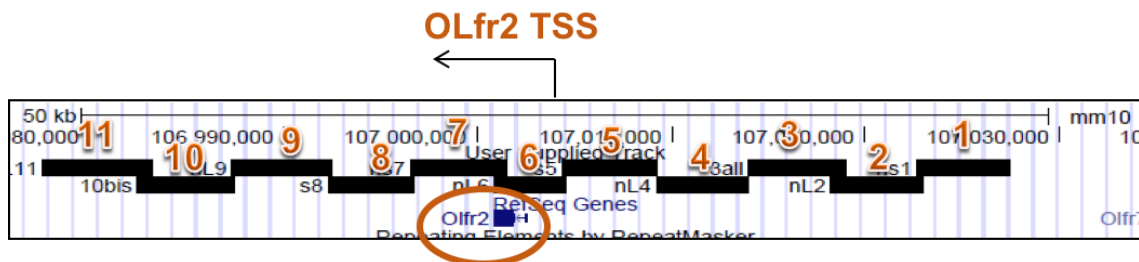 OLfr2 TSS
50 kb mm10
80,000 106,990,000 107,000,000 107,010,000 107,020,000 107,030,000
11 10 9 8 7 6 5 4 3 2 1
User Supplied Track
s8 nL4 nL2
10bis nL6
Olfr2 RefSeq Genes Olfr7
Repeating Elements by RepeatMasker